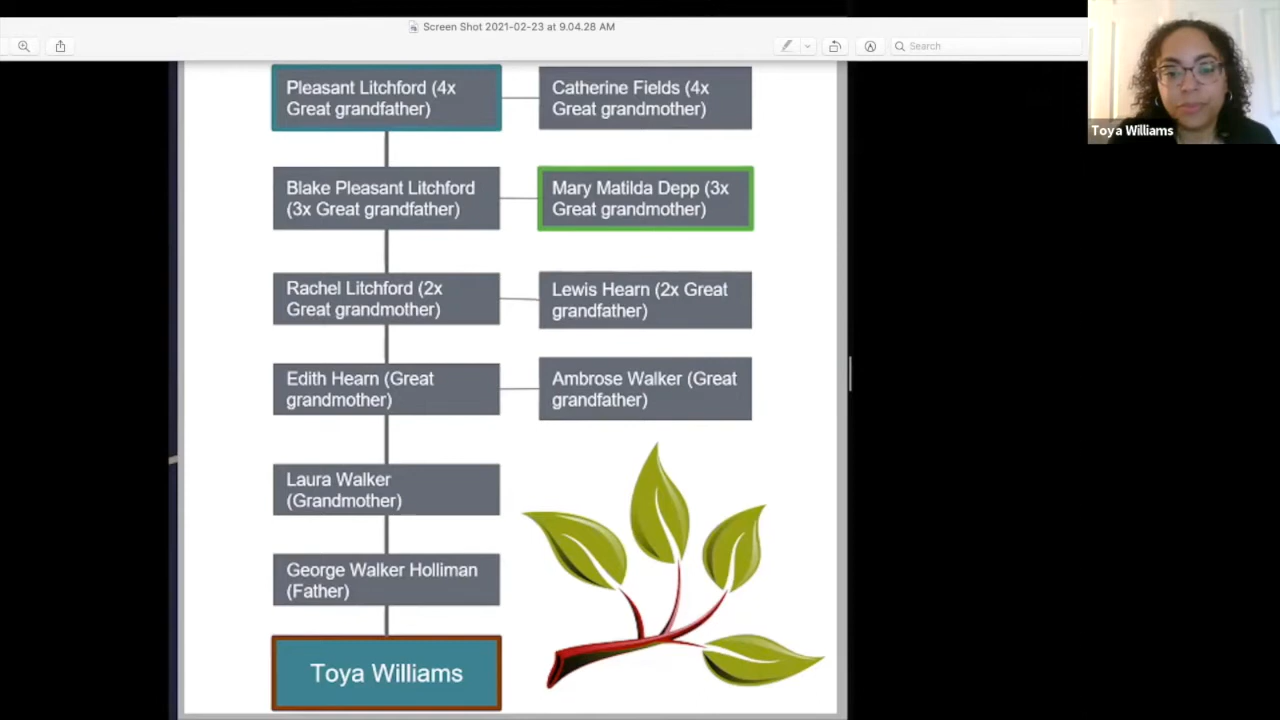 Screen Shot 2021-02-23 at 9.04.28 AM
Search
Toya Williams
Pleasant Litchford (4x
Great grandfather)
Catherine Fields (4x
Great grandmother)
Blake Pleasant Litchford
(3x Great grandfather)
Mary Matilda Depp (3x
Great grandmother)
Rachel Litchford (2x
Great grandmother)
Lewis Hearn (2x Great
grandfather)
Edith Hearn (Great
grandmother)
Ambrose Walker (Great
grandfather)
Laura Walker
(Grandmother)
George Walker Holliman
(Father)
Toya Williams